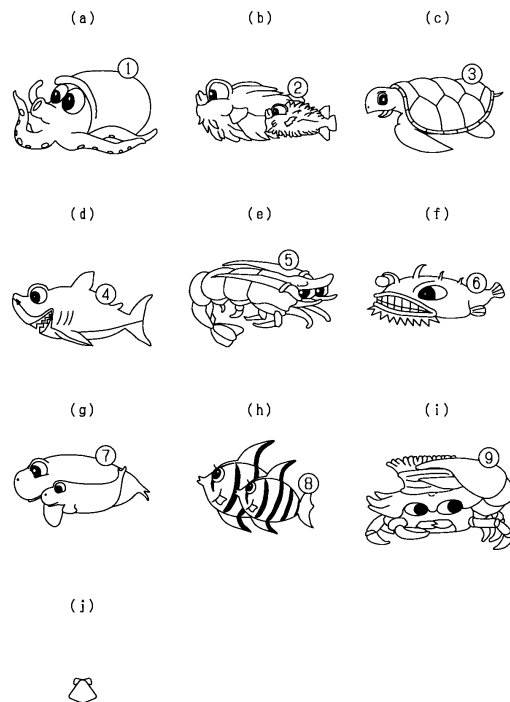 (a) (b) (c)
① ② ③
(d) (e) (f)
④ ⑤ ⑥
(g) (h) (i)
⑦ ⑧ ⑨
(j)